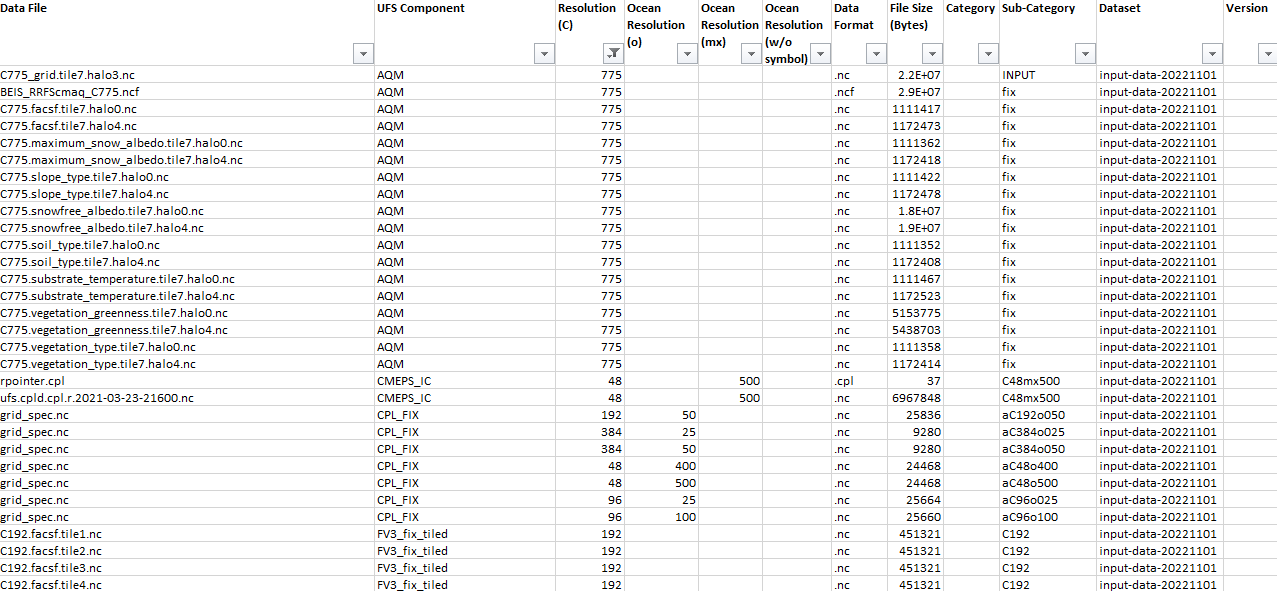 Data File UFS Component Resolution (C) Ocean Resolution (o) Ocean Resolution (mx) Ocean Resolution (w/o symbol) Data Format File Size (Bytes) Category Sub-Category Dataset Version
C775_grid.tile7.halo3.nc AQM 775 .nc 2.2E+07 INPUT input-data-20221101
BEIS_RRFScmaq_C775.ncf AQM 775 .ncf 2.9E+07 fix input-data-20221101
C775.facsf.tile7.halo0.nc AQM 775 .nc 1111417 fix input-data-20221101
C775.facsf.tile7.halo4.nc AQM 775 .nc 1172473 fix input-data-20221101
C775.maximum_snow_albedo.tile7.halo0.nc AQM 775 .nc 1111362 fix input-data-20221101
C775.maximum_snow_albedo.tile7.halo4.nc AQM 775 .nc 1172418 fix input-data-20221101
C775.slope_type.tile7.halo0.nc AQM 775 .nc 1111422 fix input-data-20221101
C775.slope_type.tile7.halo4.nc AQM 775 .nc 1172478 fix input-data-20221101
C775.snowfree_albedo.tile7.halo0.nc AQM 775 .nc 1.8E+07 fix input-data-20221101
C775.snowfree_albedo.tile7.halo4.nc AQM 775 .nc 1.9E+07 fix input-data-20221101
C775.soil_type.tile7.halo0.nc AQM 775 .nc 1111352 fix input-data-20221101
C775.soil_type.tile7.halo4.nc AQM 775 .nc 1172408 fix input-data-20221101
C775.substrate_temperature.tile7.halo0.nc AQM 775 .nc 1111467 fix input-data-20221101
C775.substrate_temperature.tile7.halo4.nc AQM 775 .nc 1172523 fix input-data-20221101
C775.vegetation_greenness.tile7.halo0.nc AQM 775 .nc 5153775 fix input-data-20221101
C775.vegetation_greenness.tile7.halo4.nc AQM 775 .nc 5438703 fix input-data-20221101
C775.vegetation_type.tile7.halo0.nc AQM 775 .nc 1111358 fix input-data-20221101
C775.vegetation_type.tile7.halo4.nc AQM 775 .nc 1172414 fix input-data-20221101
rpointer.cpl CMEPS_IC 48 500 .cpl 37 C48mx500 input-data-20221101
ufs.cpld.cpl.r.2021-03-23-21600.nc CMEPS_IC 48 500 .nc 6967848 C48mx500 input-data-20221101
grid_spec.nc CPL_FIX 192 50 .nc 25836 aC192o050 input-data-20221101
grid_spec.nc CPL_FIX 384 25 .nc 9280 aC384o025 input-data-20221101
grid_spec.nc CPL_FIX 384 50 .nc 9280 aC384o050 input-data-20221101
grid_spec.nc CPL_FIX 48 400 .nc 24468 aC48o400 input-data-20221101
grid_spec.nc CPL_FIX 48 500 .nc 24468 aC48o500 input-data-20221101
grid_spec.nc CPL_FIX 96 25 .nc 25664 aC96o025 input-data-20221101
grid_spec.nc CPL_FIX 96 100 .nc 25660 aC96o100 input-data-20221101
C192.facsf.tile1.nc FV3_fix_tiled 192 .nc 451321 C192 input-data-20221101
C192.facsf.tile2.nc FV3_fix_tiled 192 .nc 451321 C192 input-data-20221101
C192.facsf.tile3.nc FV3_fix_tiled 192 .nc 451321 C192 input-data-20221101
C192.facsf.tile4.nc FV3_fix_tiled 192 .nc 451321 C192 input-data-20221101